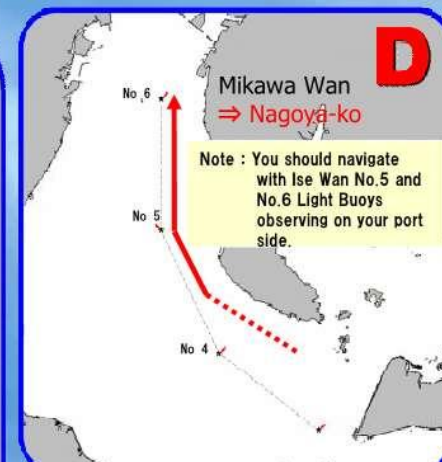 D
Mikawa Wan
⇒ Nagoya-ko
No.6
Note : You should navigate
with Ise Wan No.5 and
No.6 Light Buoys
observing on your port
side.
No 5
No 4